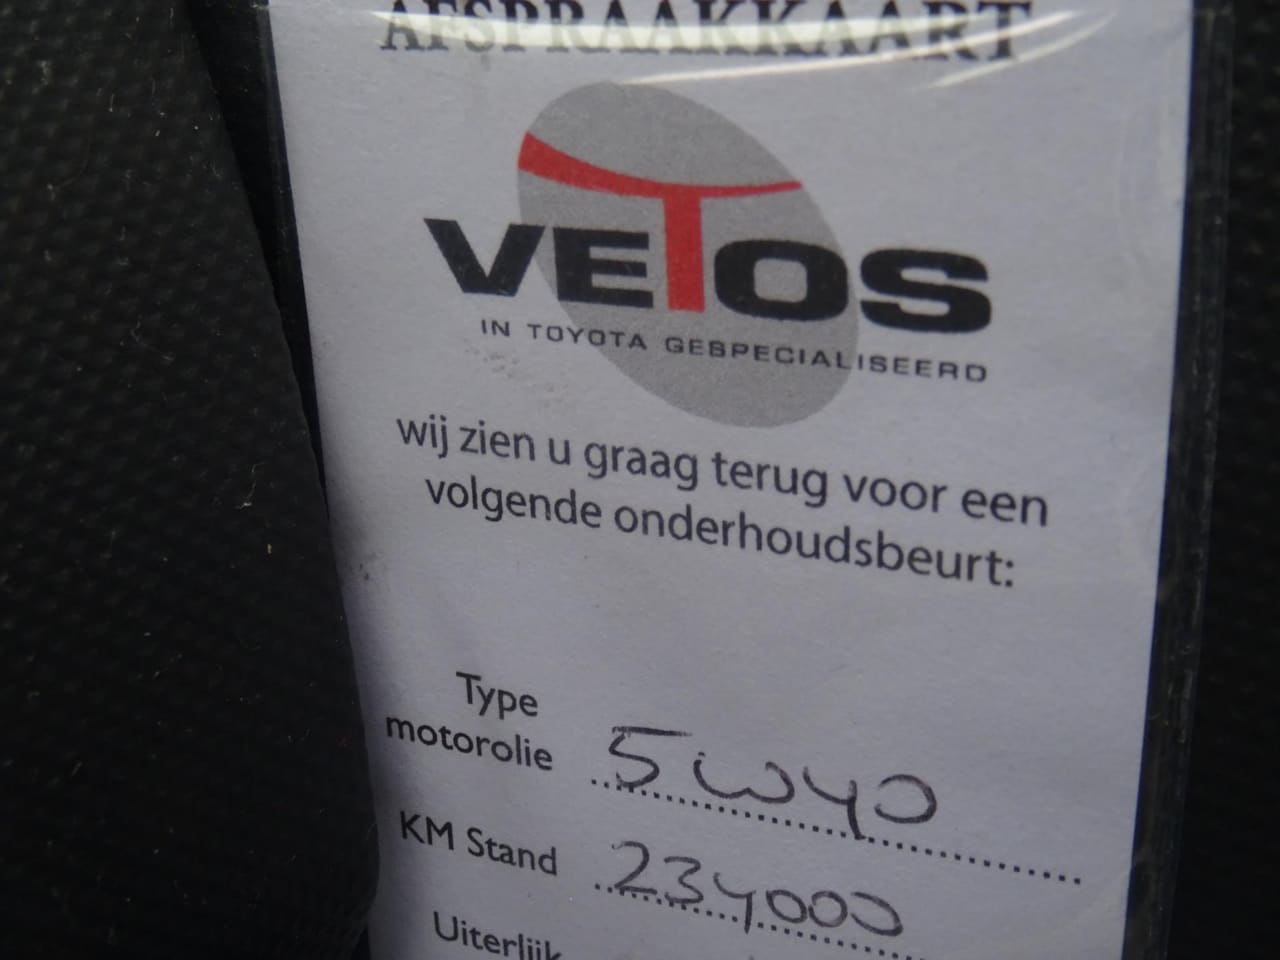 AFSPRAAKKAART
VETOS
IN TOYOTA GESPECIALISEERD
wij zien u graag terug voor een
volgende onderhoudsbeurt:
Type
motorolie 5W40
KM Stand 234000
Uiterlijk